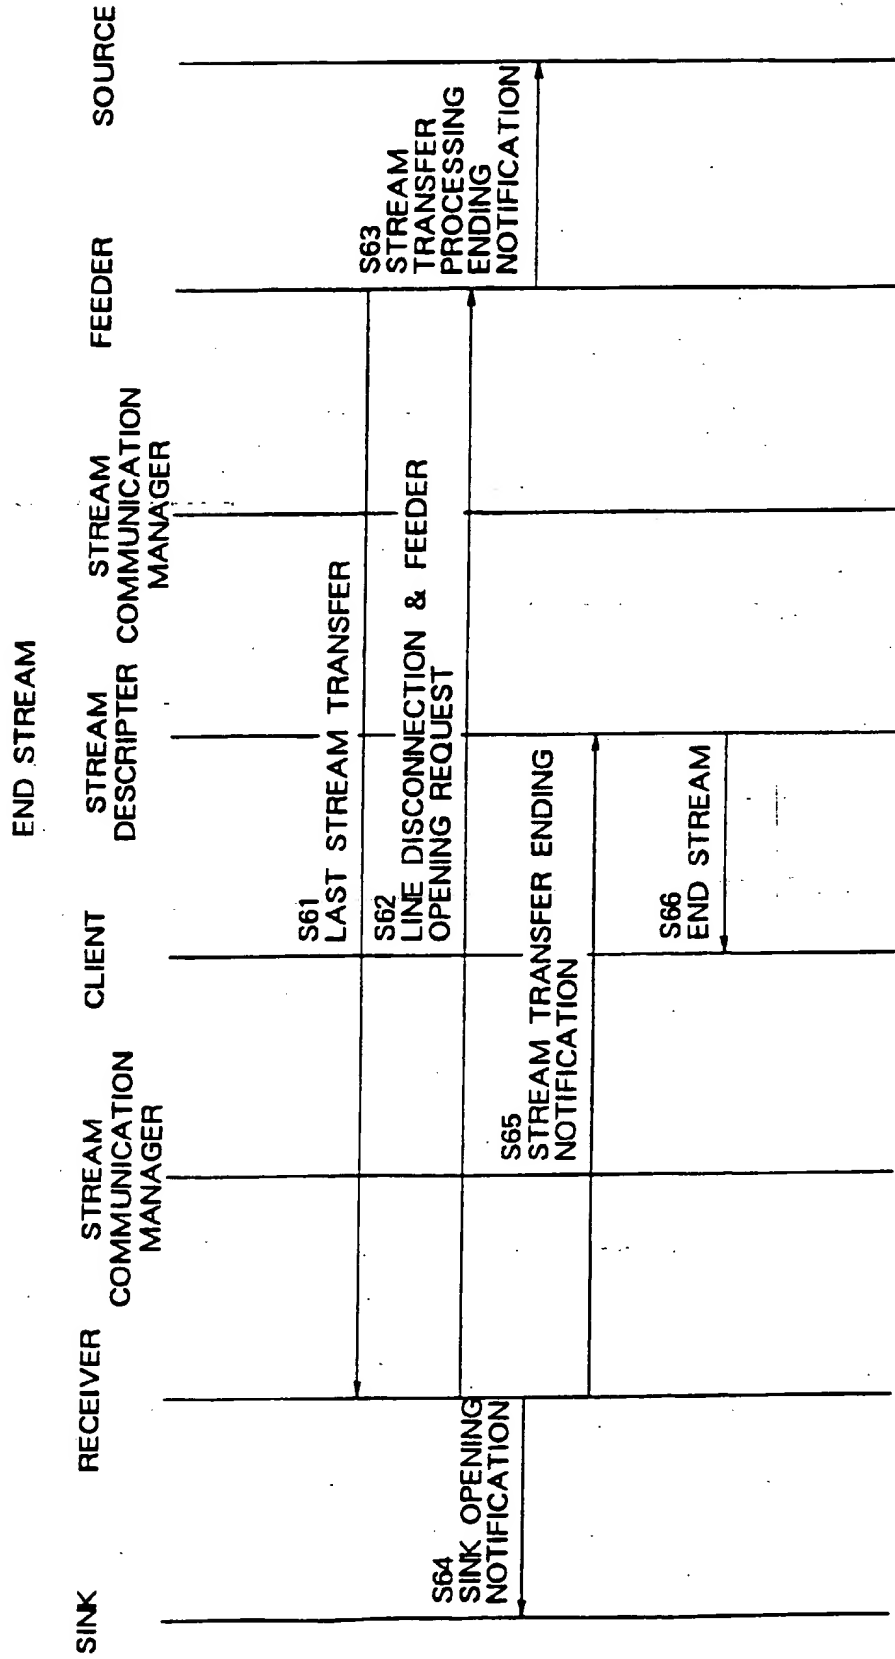 END STREAM
SINK
RECEIVER
STREAM
COMMUNICATION
MANAGER
CLIENT
STREAM
DESCRIPTER
STREAM
COMMUNICATION
MANAGER
FEEDER
SOURCE
S61
LAST STREAM TRANSFER
S62
LINE DISCONNECTION & FEEDER
OPENING REQUEST
S63
STREAM
TRANSFER
PROCESSING
ENDING
NOTIFICATION
S64
SINK OPENING
NOTIFICATION
S65
STREAM TRANSFER ENDING
NOTIFICATION
S66
END STREAM